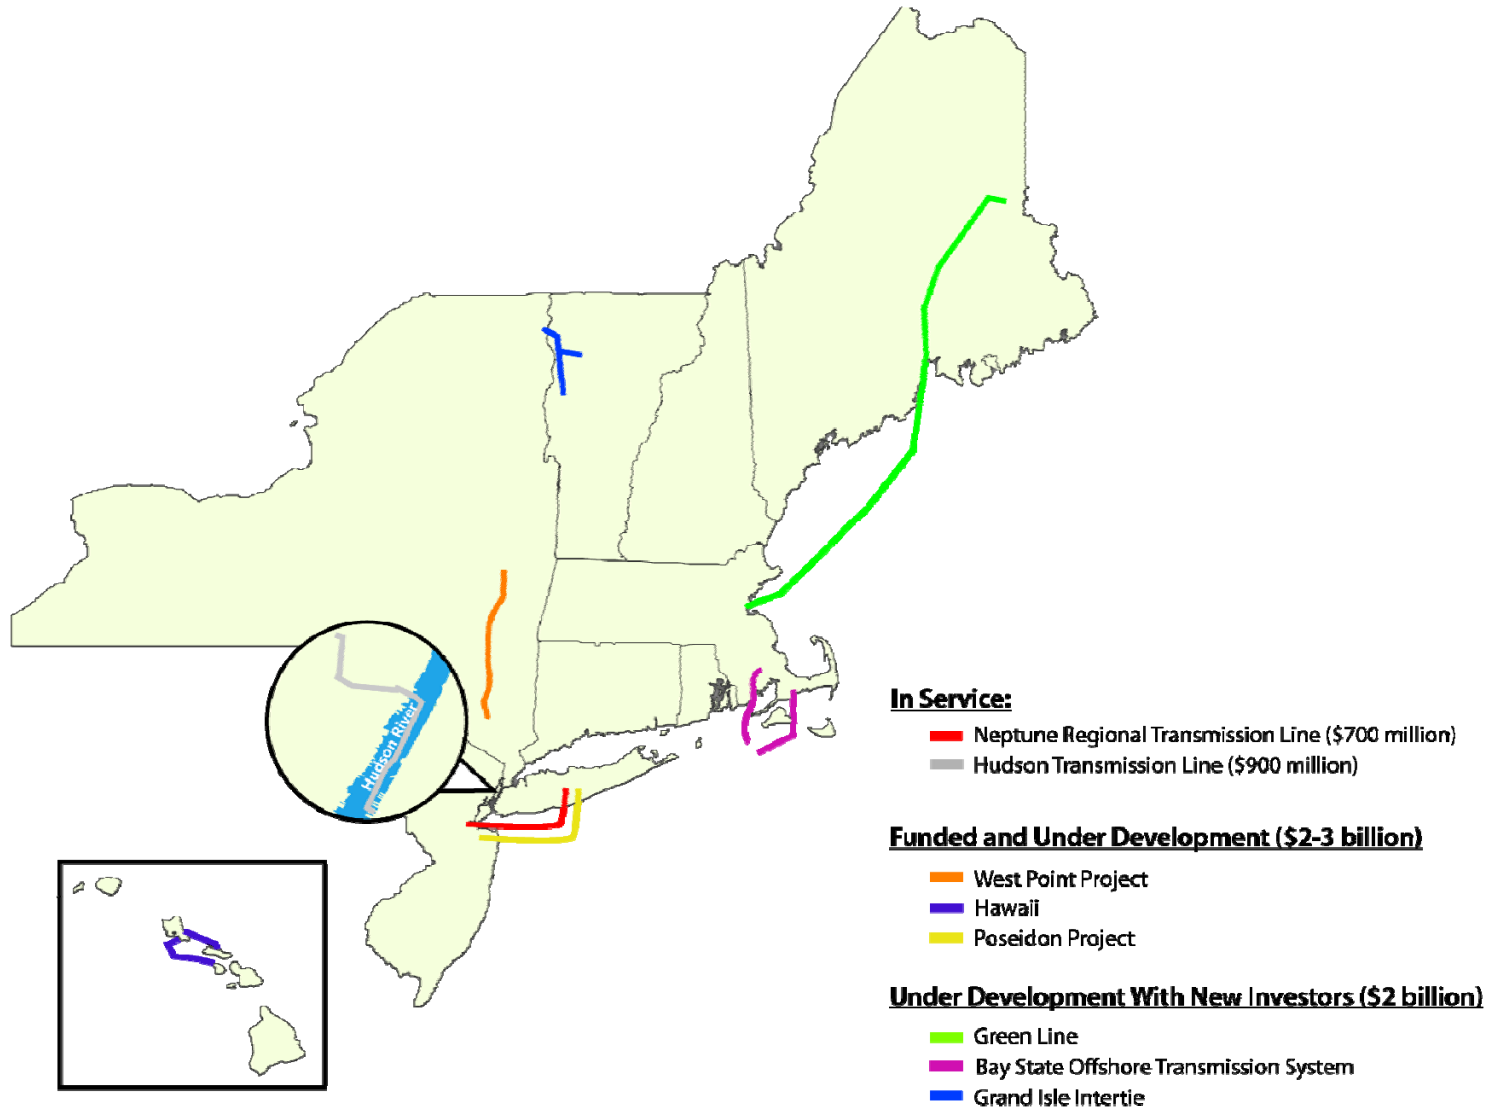 Hudson River
In Service:
Neptune Regional Transmission Line ($700 million)
Hudson Transmission Line ($900 million)
Funded and Under Development ($2-3 billion)
West Point Project
Hawaii
Poseidon Project
Under Development With New Investors ($2 billion)
Green Line
Bay State Offshore Transmission System
Grand Isle Intertie